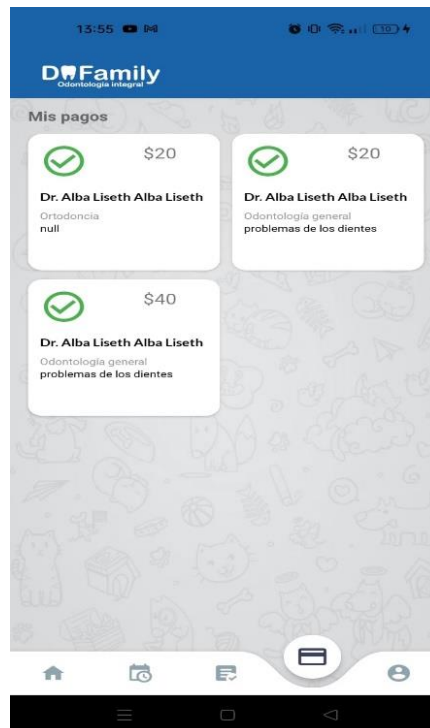 13:55
10
DFamily
Odontología integral
Mis pagos
$20
Dr. Alba Liseth Alba Liseth
Ortodoncia
null
$20
Dr. Alba Liseth Alba Liseth
Odontología general
problemas de los dientes
$40
Dr. Alba Liseth Alba Liseth
Odontología general
problemas de los dientes